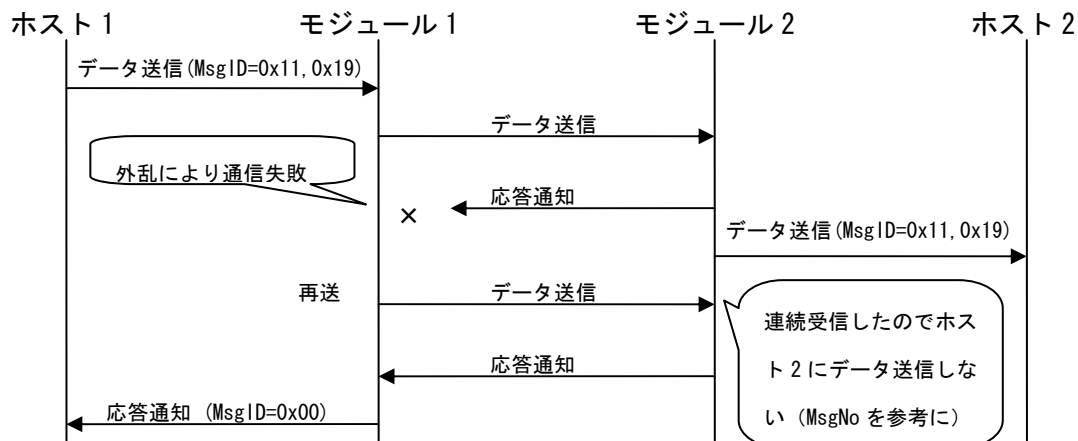 ホスト1 モジュール1 モジュール2 ホスト2
データ送信(MsgID=0x11,0x19)
データ送信
外乱により通信失敗
応答通知
×
データ送信(MsgID=0x11,0x19)
再送
データ送信
連続受信したのでホス
ト2にデータ送信しな
い（MsgNoを参考に）
応答通知
応答通知（MsgID=0x00)